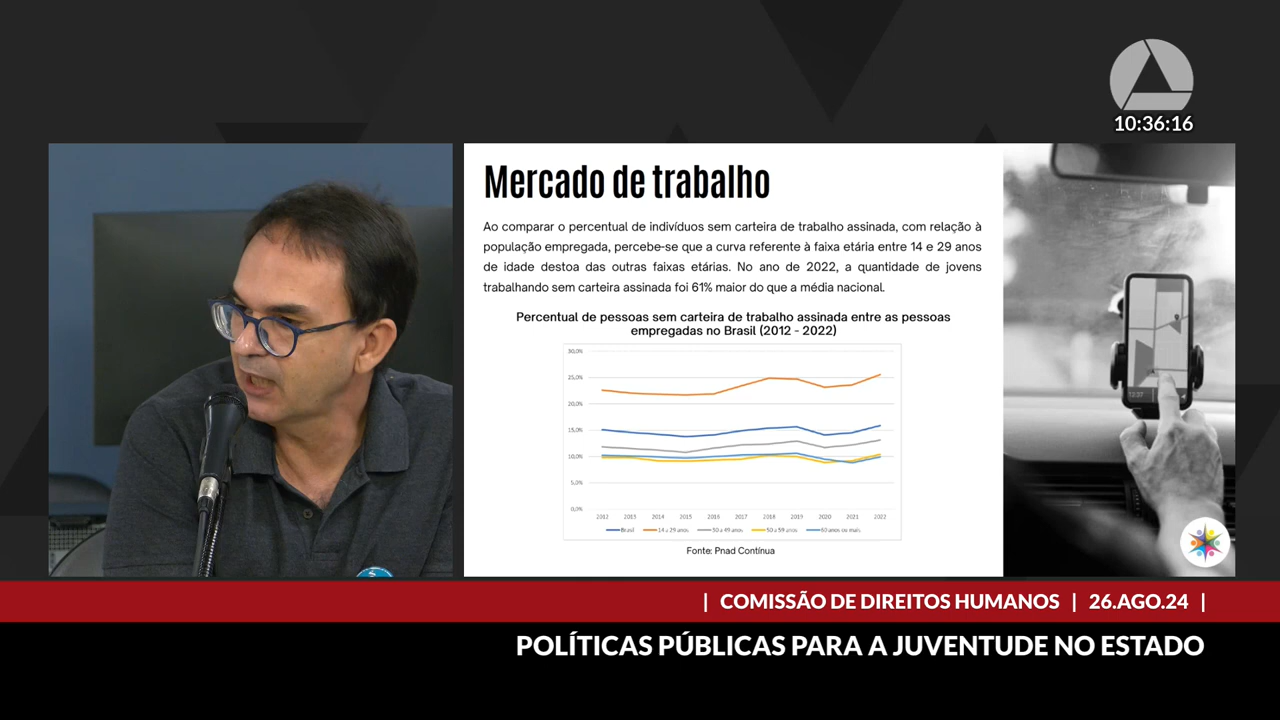 10:36:16
Mercado de trabalho
Ao comparar o percentual de indivíduos sem carteira de trabalho assinada, com relação à
população empregada, percebe-se que a curva referente à faixa etária entre 14 e 29 anos
de idade destoa das outras faixas etárias. No ano de 2022, a quantidade de jovens
trabalhando sem carteira assinada foi 61% maior do que a média nacional.
Percentual de pessoas sem carteira de trabalho assinada entre as pessoas
empregadas no Brasil (2012 - 2022)
30,0%
25,0%
20,0%
15,0%
10,0%
5,0%
0,0%
2012 2013 2014 2015 2016 2017 2018 2019 2020 2021 2022
Brasil 14 a 29 anos 30 a 49 anos 50 a 59 anos 60 anos ou mais
Fonte: Pnad Contínua
12:37
| COMISSÃO DE DIREITOS HUMANOS | 26.AGO.24 |
POLÍTICAS PÚBLICAS PARA A JUVENTUDE NO ESTADO